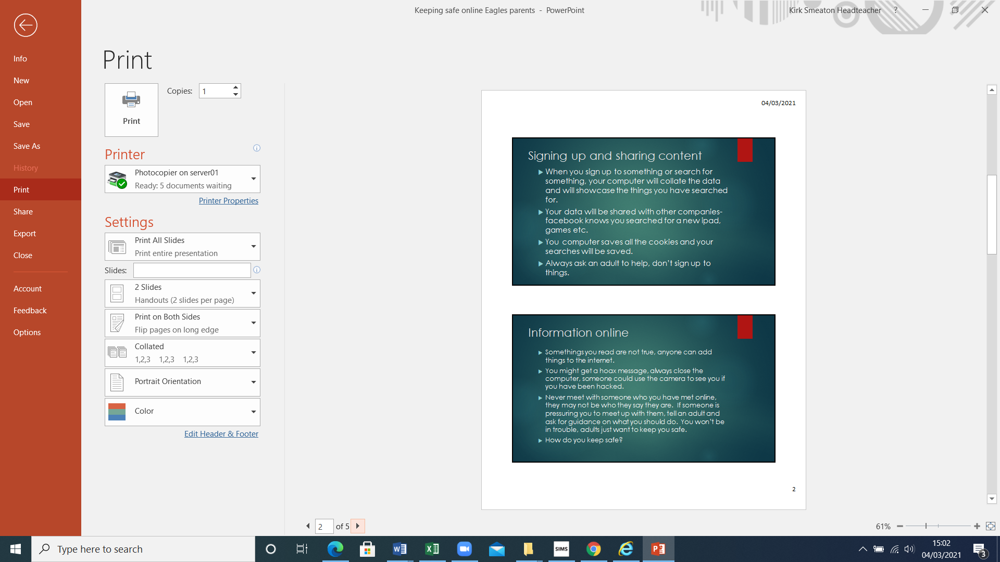 Keeping safe online Eagles parents - PowerPoint
Kirk Smeaton Headteacher ?
Info
New
Open
Save
Save As
History
Print
Share
Export
Close
Account
Feedback
Options
Print
Print
Copies: 1
Printer
Photocopier on server01
Ready: 5 documents waiting
Printer Properties
Settings
Print All Slides
Print entire presentation
Slides:
2 Slides
Handouts (2 slides per page)
Print on Both Sides
Flip pages on long edge
Collated
1,2,3 1,2,3 1,2,3
Portrait Orientation
Color
Edit Header & Footer
04/03/2021
Signing up and sharing content
When you sign up to something or search for
something, your computer will collate the data
and will showcase the things you have searched
for.
Your data will be shared with other companies-
facebook knows you searched for a new ipad,
games etc.
You computer saves all the cookies and your
searches will be saved.
Always ask an adult to help, don't sign up to
things.
Information online
Somethings you read are not true, anyone can add
things to the internet.
You might get a hoax message, always close the
computer, someone could use the camera to see you if
you have been hacked.
Never meet with someone who you have met online,
they may not be who they say they are. If someone is
pressuring you to meet up with them, tell an adult and
ask for guidance on what you should do. You won't be
in trouble, adults just want to keep you safe.
How do you keep safe?
2
2 of 5
61%
Type here to search
SIMS
15:02
04/03/2021
3